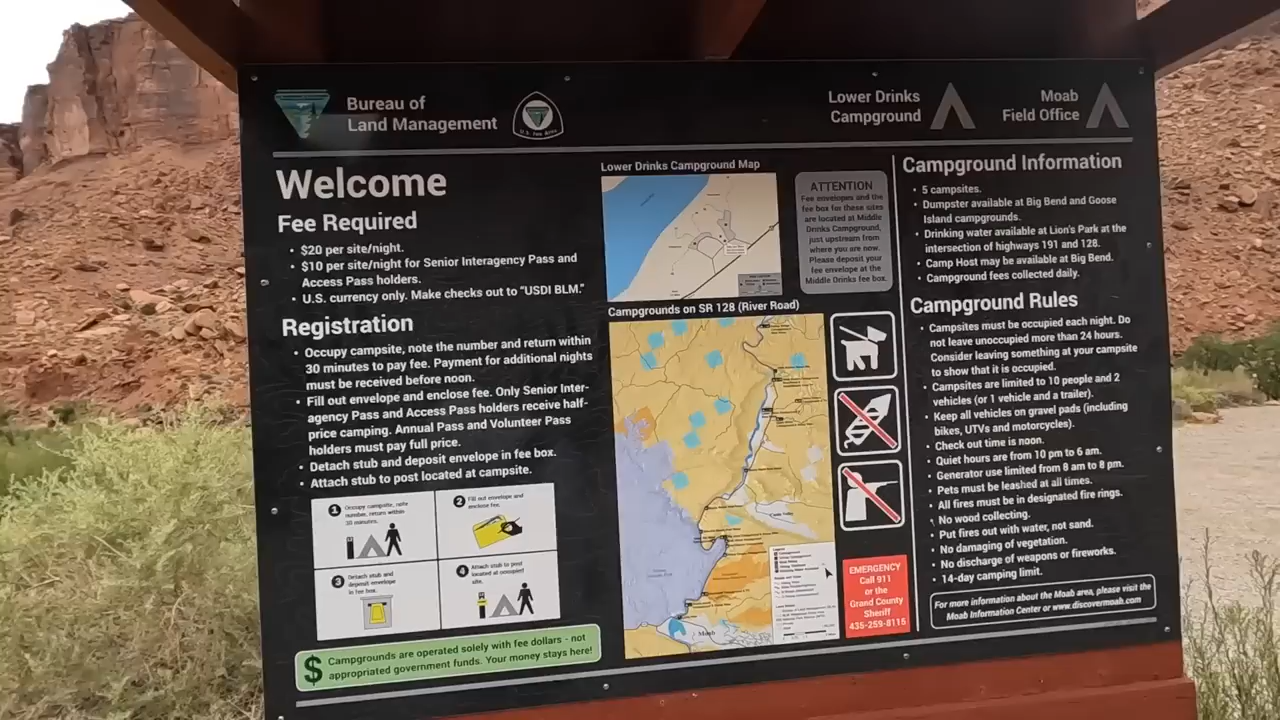 Bureau of
Land Management
Lower Drinks
Campground
Moab
Field Office
Welcome
Fee Required
• $20 per site/night.
• $10 per site/night for Senior Interagency Pass and
Access Pass holders.
• U.S. currency only. Make checks out to “USDI BLM.”
Registration
• Occupy campsite, note the number and return within
30 minutes to pay fee. Payment for additional nights
must be received before noon.
• Fill out envelope and enclose fee. Only Senior Inter-
agency Pass and Access Pass holders receive half-
price camping. Annual Pass and Volunteer Pass
holders must pay full price.
• Detach stub and deposit envelope in fee box.
• Attach stub to post located at campsite.
1 Occupy campsite, note
number, return within
30 minutes.
2 Fill out envelope and
enclose fee.
3 Detach stub and
deposit envelope
in fee box.
4 Attach stub to post
located at occupied
site.
$ Campgrounds are operated solely with fee dollars - not
appropriated government funds. Your money stays here!
Lower Drinks Campground Map
ATTENTION
Fee envelopes and the
fee box for these sites
are located at Middle
Drinks Campground,
just upstream from
where you are now.
Please deposit your
fee envelope at the
Middle Drinks fee box.
Campgrounds on SR 128 (River Road)
Castle Valley
Moab
EMERGENCY
Call 911
or the
Grand County
Sheriff
435-259-8115
Campground Information
• 5 campsites.
• Dumpster available at Big Bend and Goose
Island campgrounds.
• Drinking water available at Lion's Park at the
intersection of highways 191 and 128.
• Camp Host may be available at Big Bend.
• Campground fees collected daily.
Campground Rules
• Campsites must be occupied each night. Do
not leave unoccupied more than 24 hours.
Consider leaving something at your campsite
to show that it is occupied.
• Campsites are limited to 10 people and 2
vehicles (or 1 vehicle and a trailer).
• Keep all vehicles on gravel pads (including
bikes, UTVs and motorcycles).
• Check out time is noon.
• Quiet hours are from 10 pm to 6 am.
• Generator use limited from 8 am to 8 pm.
• Pets must be leashed at all times.
• All fires must be in designated fire rings.
• No wood collecting.
• Put fires out with water, not sand.
• No damaging of vegetation.
• No discharge of weapons or fireworks.
• 14-day camping limit.
For more information about the Moab area, please visit the
Moab Information Center or www.discovermoab.com